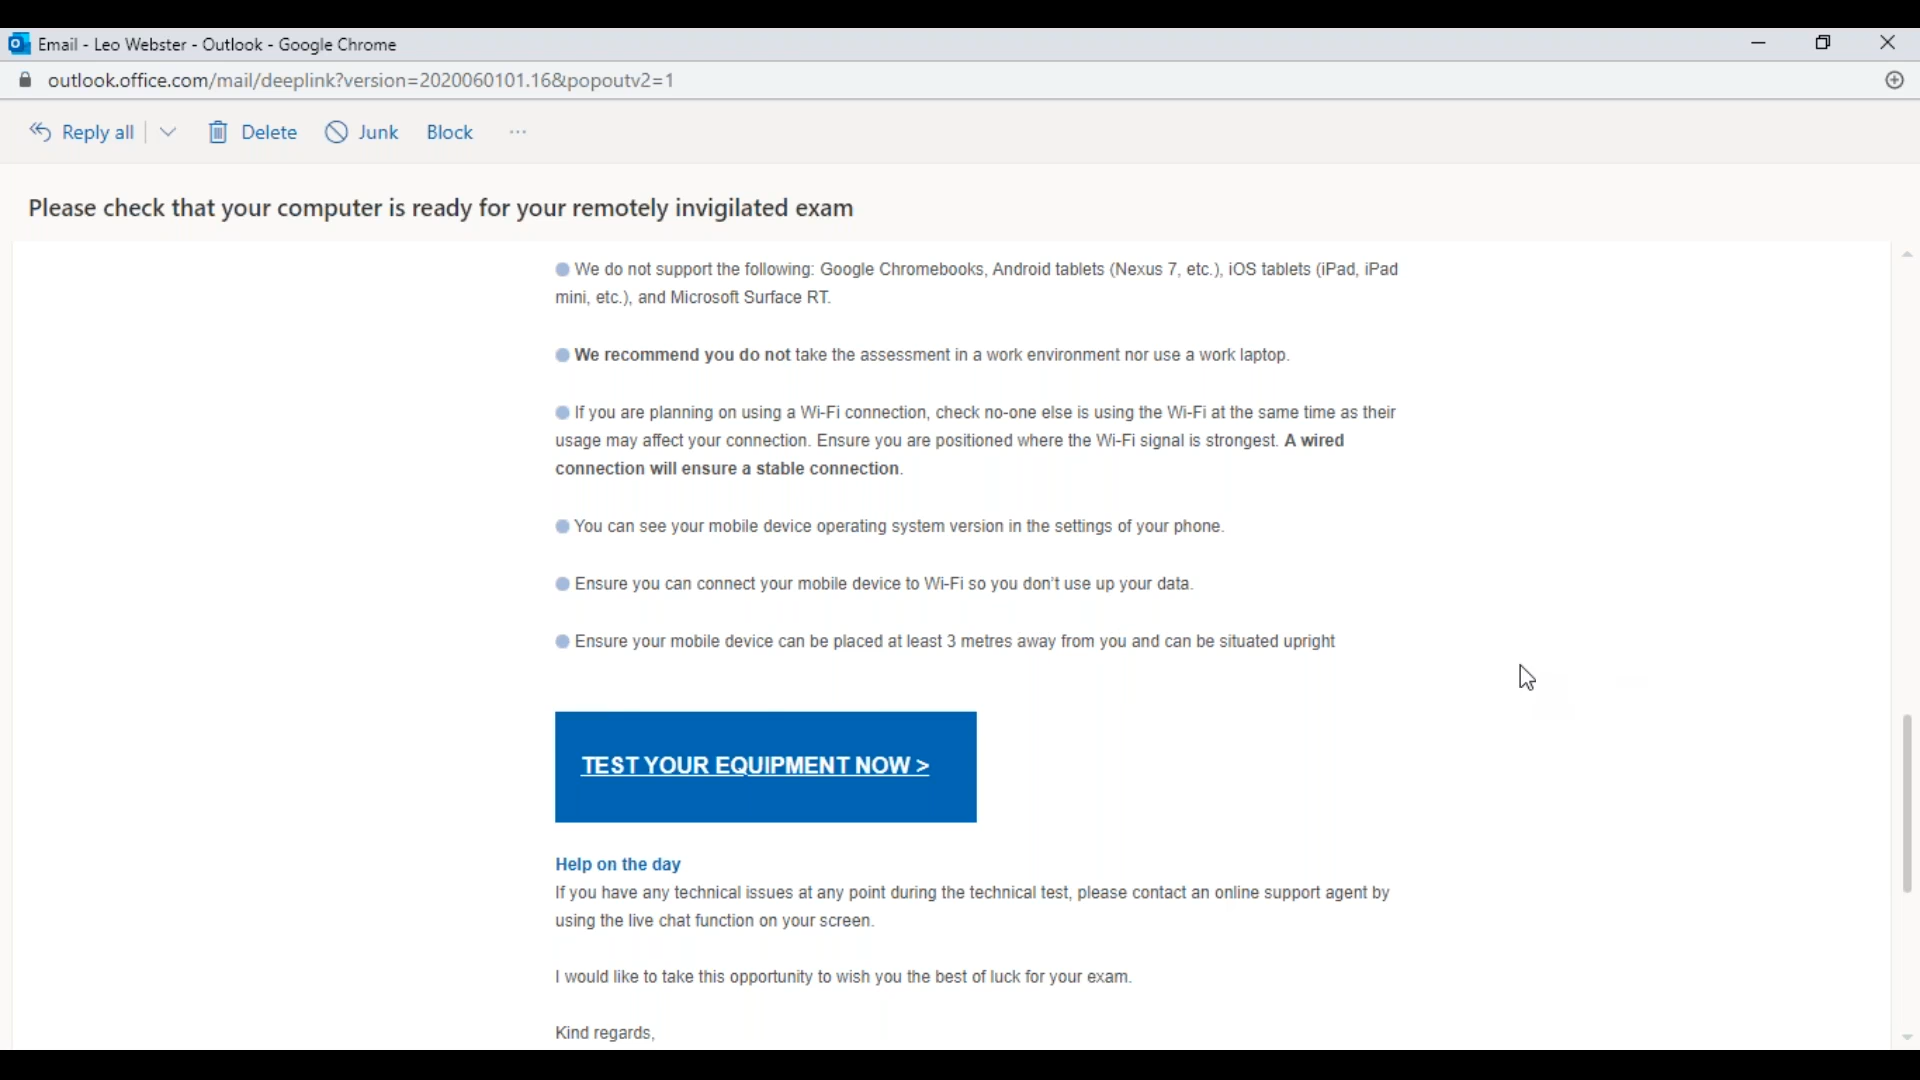 Email - Leo Webster - Outlook - Google Chrome
outlook.office.com/mail/deeplink?version=2020060101.16&popoutv2=1
Reply all Delete Junk Block ...
Please check that your computer is ready for your remotely invigilated exam
We do not support the following: Google Chromebooks, Android tablets (Nexus 7, etc.), iOS tablets (iPad, iPad
mini, etc.), and Microsoft Surface RT.
We recommend you do not take the assessment in a work environment nor use a work laptop.
If you are planning on using a Wi-Fi connection, check no-one else is using the Wi-Fi at the same time as their
usage may affect your connection. Ensure you are positioned where the Wi-Fi signal is strongest. A wired
connection will ensure a stable connection.
You can see your mobile device operating system version in the settings of your phone.
Ensure you can connect your mobile device to Wi-Fi so you don't use up your data.
Ensure your mobile device can be placed at least 3 metres away from you and can be situated upright
TEST YOUR EQUIPMENT NOW >
Help on the day
If you have any technical issues at any point during the technical test, please contact an online support agent by
using the live chat function on your screen.
I would like to take this opportunity to wish you the best of luck for your exam.
Kind regards,